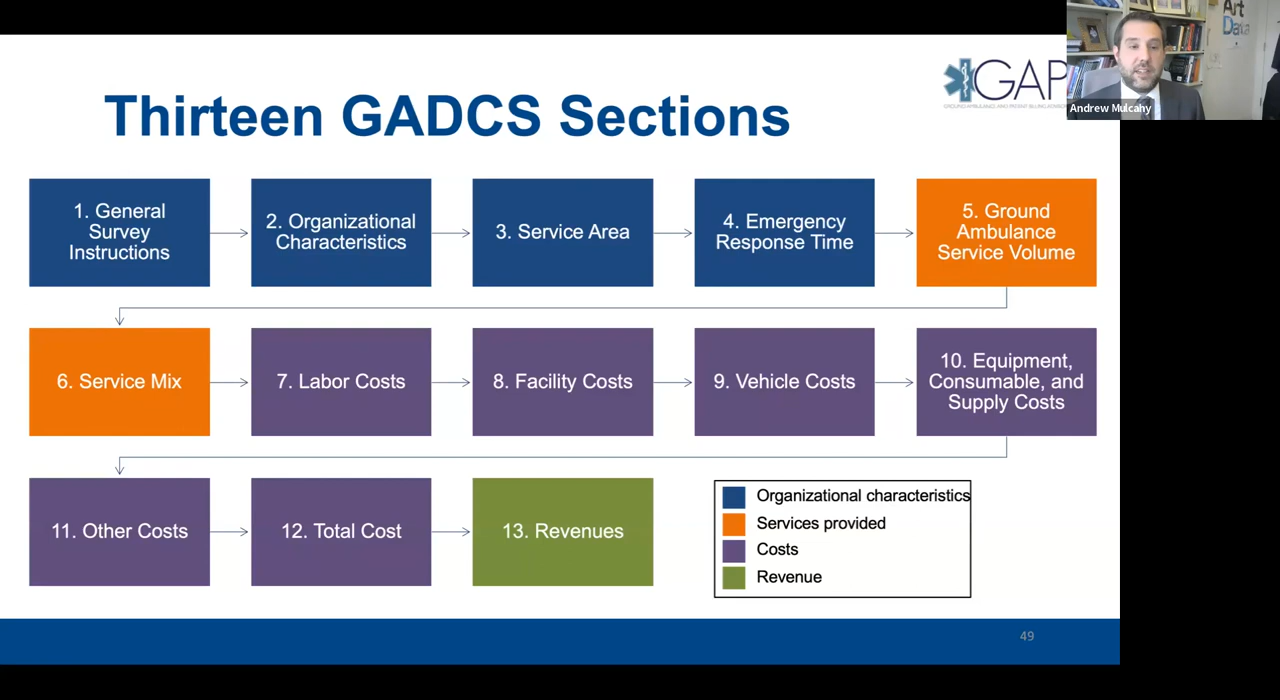 Art
Data
GAP
Andrew Mulcahy
Thirteen GADCS Sections
1. General
Survey
Instructions
2. Organizational
Characteristics
3. Service Area
4. Emergency
Response Time
5. Ground
Ambulance
Service Volume
6. Service Mix
7. Labor Costs
8. Facility Costs
9. Vehicle Costs
10. Equipment,
Consumable, and
Supply Costs
11. Other Costs
12. Total Cost
13. Revenues
Organizational characteristics
Services provided
Costs
Revenue
49